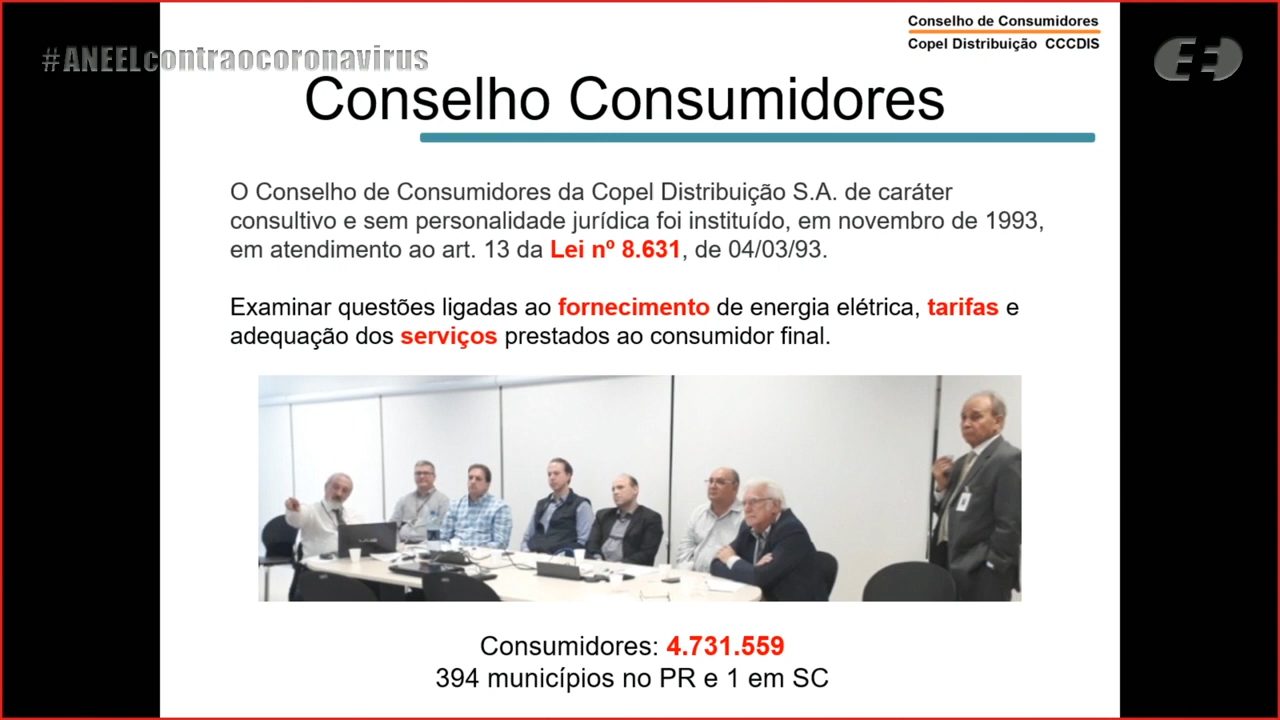 Conselho de Consumidores
Copel Distribuição CCCDIS
#ANEELcontraocoronavirus
Conselho Consumidores
O Conselho de Consumidores da Copel Distribuição S.A. de caráter
consultivo e sem personalidade jurídica foi instituído, em novembro de 1993,
em atendimento ao art. 13 da Lei nº 8.631, de 04/03/93.
Examinar questões ligadas ao fornecimento de energia elétrica, tarifas e
adequação dos serviços prestados ao consumidor final.
Consumidores: 4.731.559
394 municípios no PR e 1 em SC